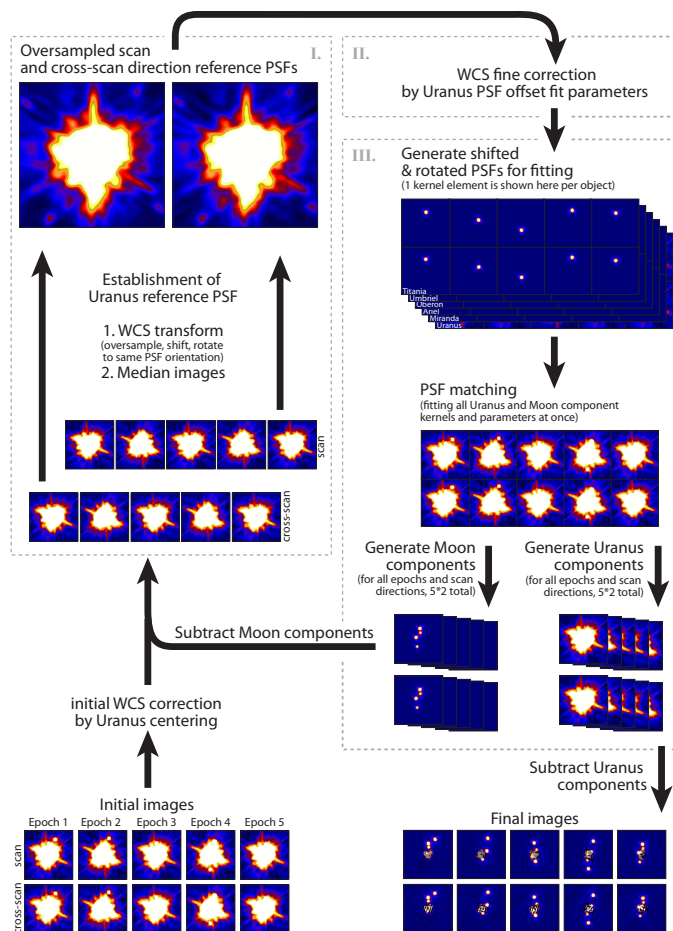 Oversampled scan
and cross-scan direction reference PSFs
I.
Establishment of
Uranus reference PSF
1. WCS transform
(oversample, shift, rotate
to same PSF orientation)
2. Median images
scan
cross-scan
II.
WCS fine correction
by Uranus PSF offset fit parameters
III.
Generate shifted
& rotated PSFs for fitting
(1 kernel element is shown here per object)
Titania
Umbriel
Oberon
Ariel
Miranda
Uranus
PSF matching
(fitting all Uranus and Moon component
kernels and parameters at once)
Generate Moon
components
(for all epochs and scan
directions, 5*2 total)
Generate Uranus
components
(for all epochs and scan
directions, 5*2 total)
Subtract Moon components
initial WCS correction
by Uranus centering
Initial images
Epoch 1 Epoch 2 Epoch 3 Epoch 4 Epoch 5
scan
cross-scan
Subtract Uranus
components
Final images